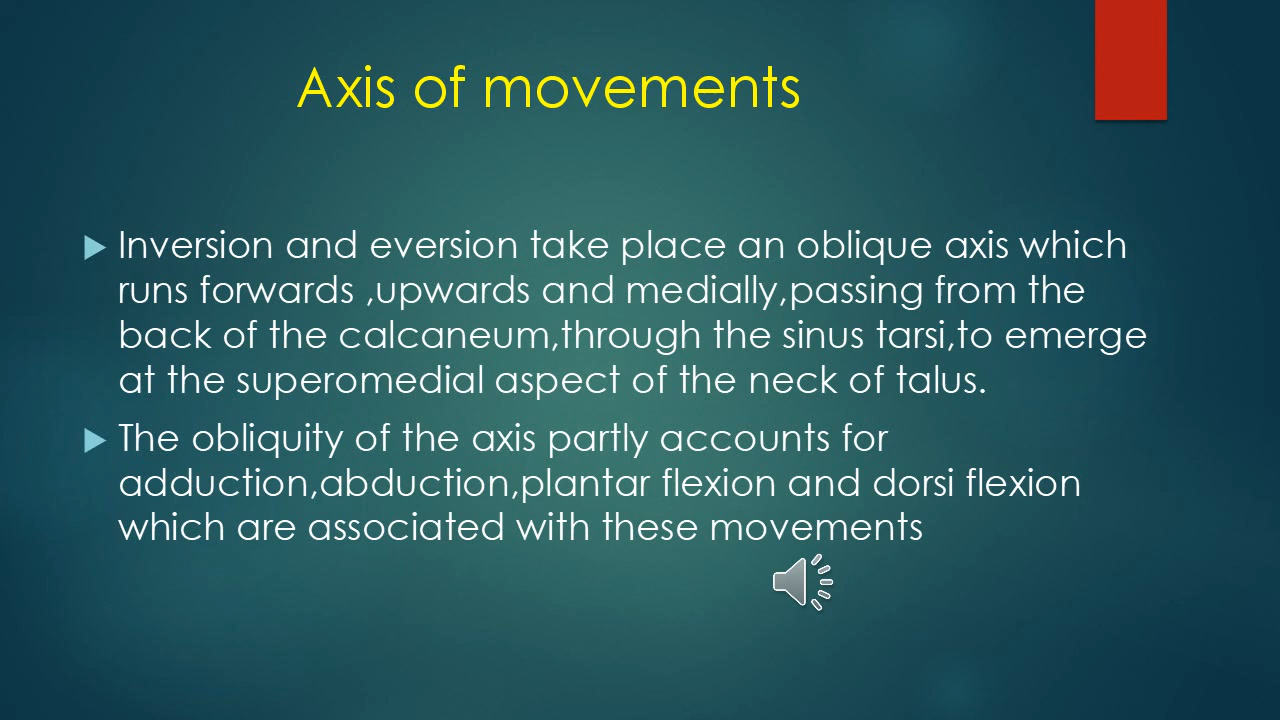 Axis of movements
Inversion and eversion take place an oblique axis which
runs forwards ,upwards and medially,passing from the
back of the calcaneum,through the sinus tarsi,to emerge
at the superomedial aspect of the neck of talus.
The obliquity of the axis partly accounts for
adduction,abduction,plantar flexion and dorsi flexion
which are associated with these movements